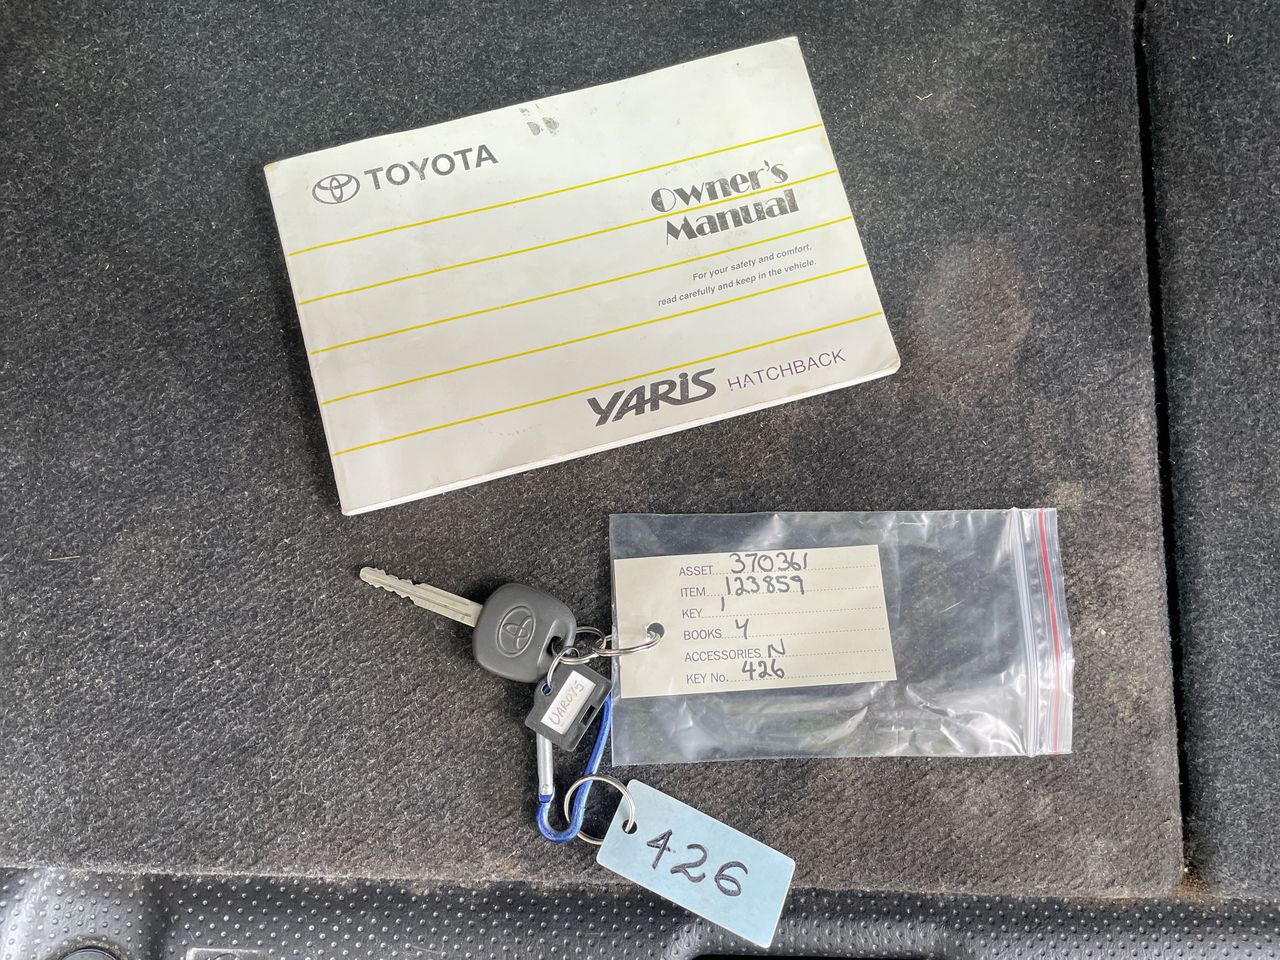 TOYOTA
Owner's
Manual
For your safety and comfort,
read carefully and keep in the vehicle.
YARiS HATCHBACK
ASSET 370361
ITEM 123859
KEY 1
BOOKS Y
ACCESSORIES N
KEY No. 426
UAR075
426